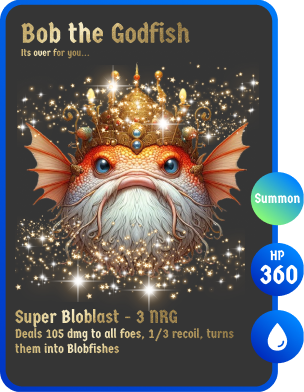 Bob the Godfish
Its over for you...
Summon
HP
360
Super Bloblast - 3 NRG
Deals 105 dmg to all foes, 1/3 recoil, turns
them into Blobfishes